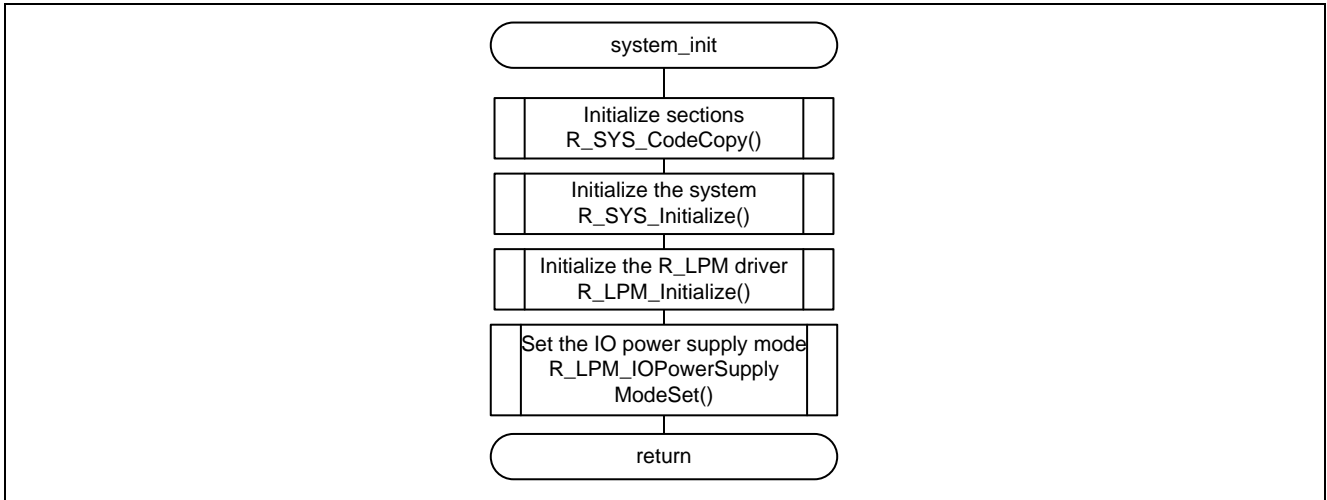 system_init
Initialize sections
R_SYS_CodeCopy()
Initialize the system
R_SYS_Initialize()
Initialize the R_LPM driver
R_LPM_Initialize()
Set the IO power supply mode
R_LPM_IOPowerSupply
ModeSet()
return